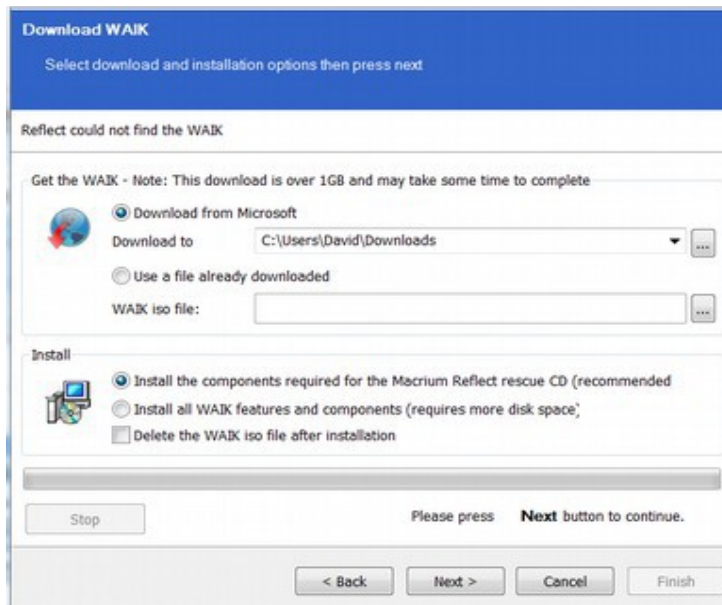 Download WAIK
Select download and installation options then press next
Reflect could not find the WAIK
Get the WAIK - Note: This download is over 1GB and may take some time to complete
Download from Microsoft
Download to C:\Users\David\Downloads ...
Use a file already downloaded
WAIK iso file: ...
Install
Install the components required for the Macrium Reflect rescue CD (recommended
Install all WAIK features and components (requires more disk space)
Delete the WAIK iso file after installation
Stop Please press Next button to continue.
< Back Next > Cancel Finish